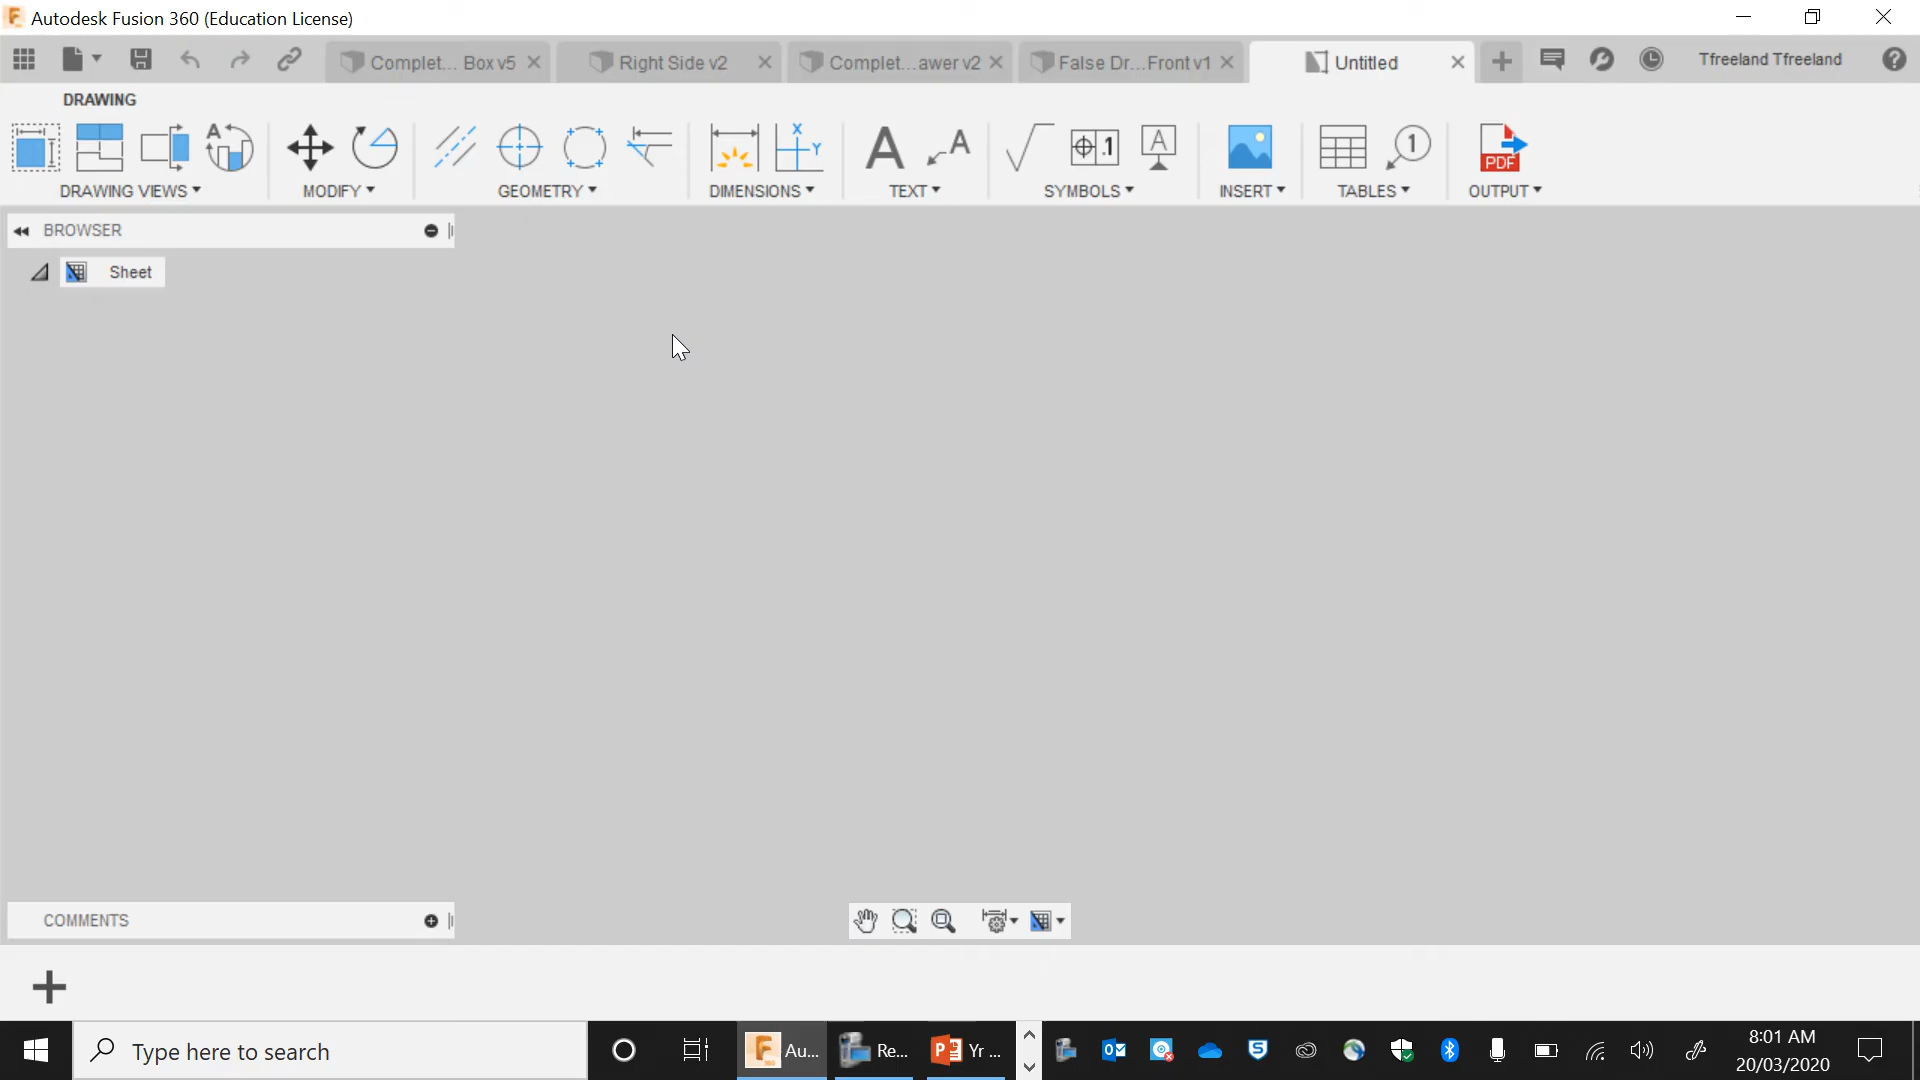 Autodesk Fusion 360 (Education License)
Complet... Box v5
Right Side v2
Complet...awer v2
False Dr...Front v1
Untitled
Tfreeland Tfreeland
DRAWING
DRAWING VIEWS
MODIFY
GEOMETRY
DIMENSIONS
TEXT
SYMBOLS
INSERT
TABLES
OUTPUT
BROWSER
Sheet
COMMENTS
Type here to search
Au...
Re...
Yr ...
8:01 AM
20/03/2020